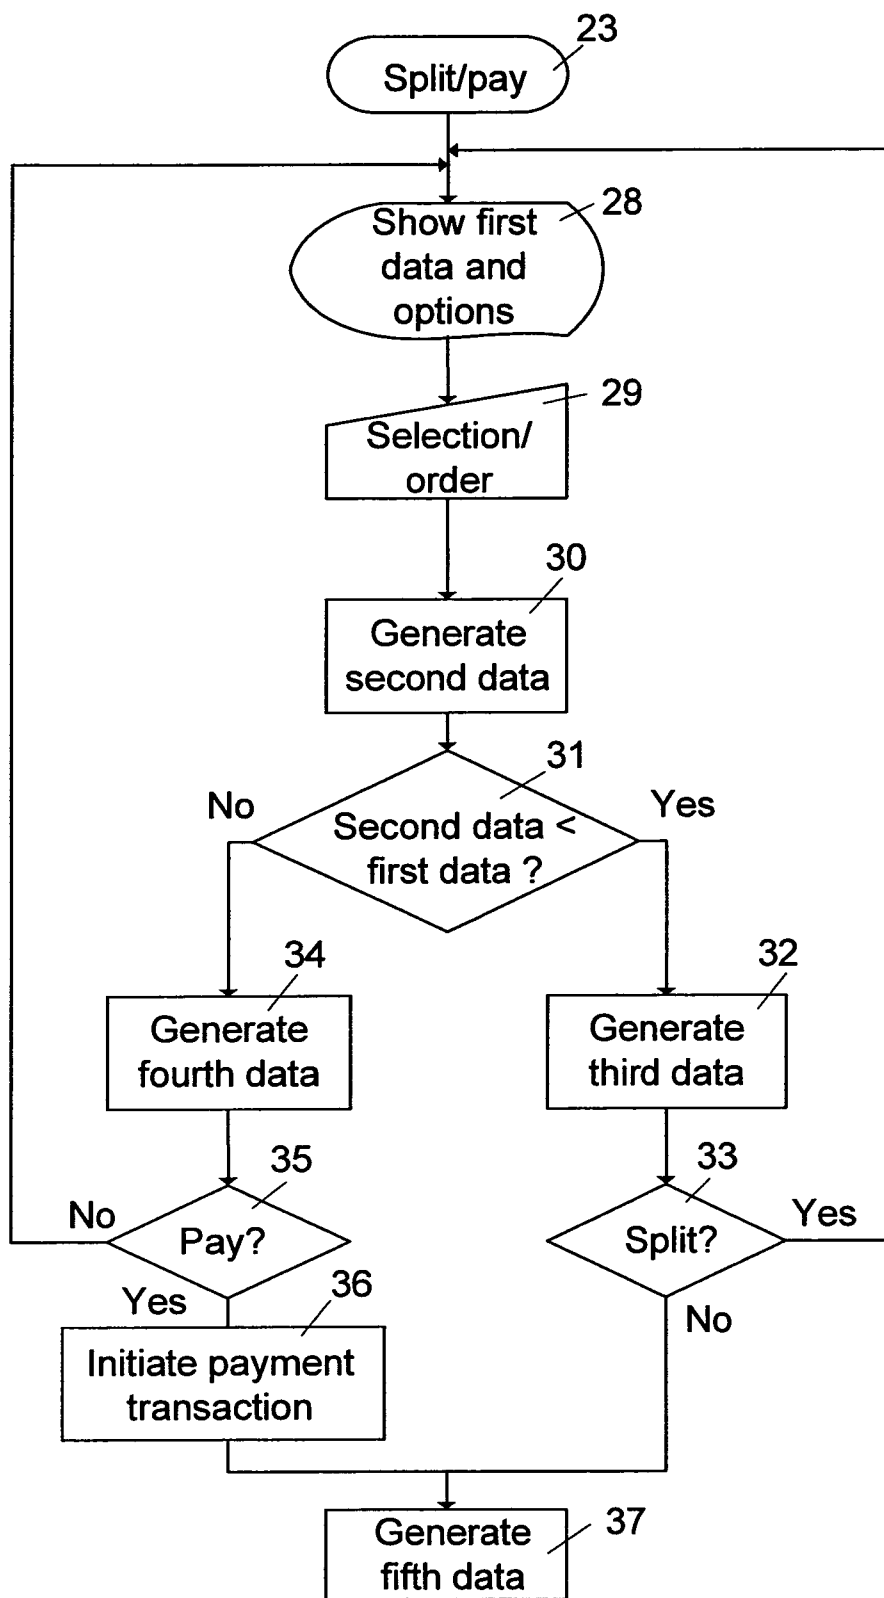 23
Split/pay
28
Show first
data and
options
29
Selection/
order
30
Generate
second data
31
No
Yes
Second data <
first data ?
34
32
Generate
fourth data
Generate
third data
35
33
No
Pay?
Split?
Yes
Yes
36
No
Initiate payment
transaction
Generate
fifth data
37